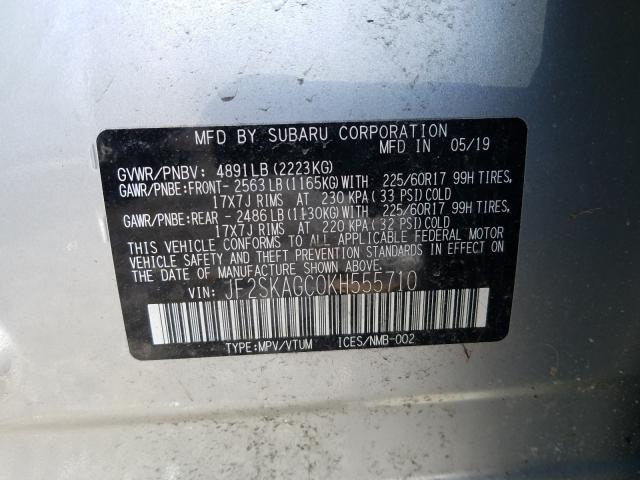 MFD BY SUBARU CORPORATION
MFD IN 05/19
GVWR/PNBV: 4891LB (2223KG)
GAWR/PNBE: FRONT- 2563LB(1165KG)WITH 225/60R17 99H TIRES,
17X7J RIMS AT 230 KPA (33 PSI) COLD
GAWR/PNBE: REAR - 2486LB(1130KG)WITH 225/60R17 99H TIRES,
17X7J RIMS AT 220 KPA (32 PSI) COLD
THIS VEHICLE CONFORMS TO ALL APPLICABLE FEDERAL MOTOR
VEHICLE SAFETY AND THEFT PREVENTION STANDARDS IN EFFECT ON
THE DATE OF MANUFACTURE SHOWN ABOVE.
VIN: JF2SKAGC0KH555710
TYPE:MPV/VTUM ICES/NMB-002